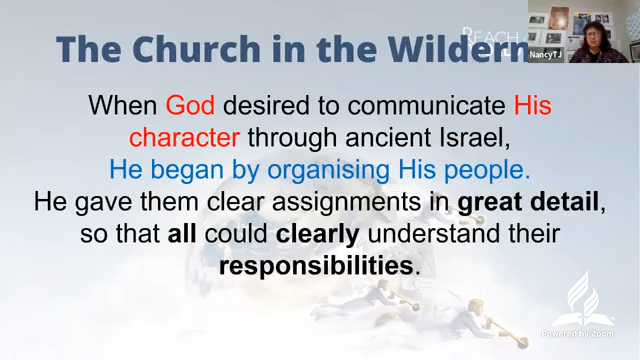 The Church in the Wildern
REACH
NancyTJ
When God desired to communicate His
character through ancient Israel,
He began by organising His people.
He gave them clear assignments in great detail,
so that all could clearly understand their
responsibilities.
Powered by Zoom